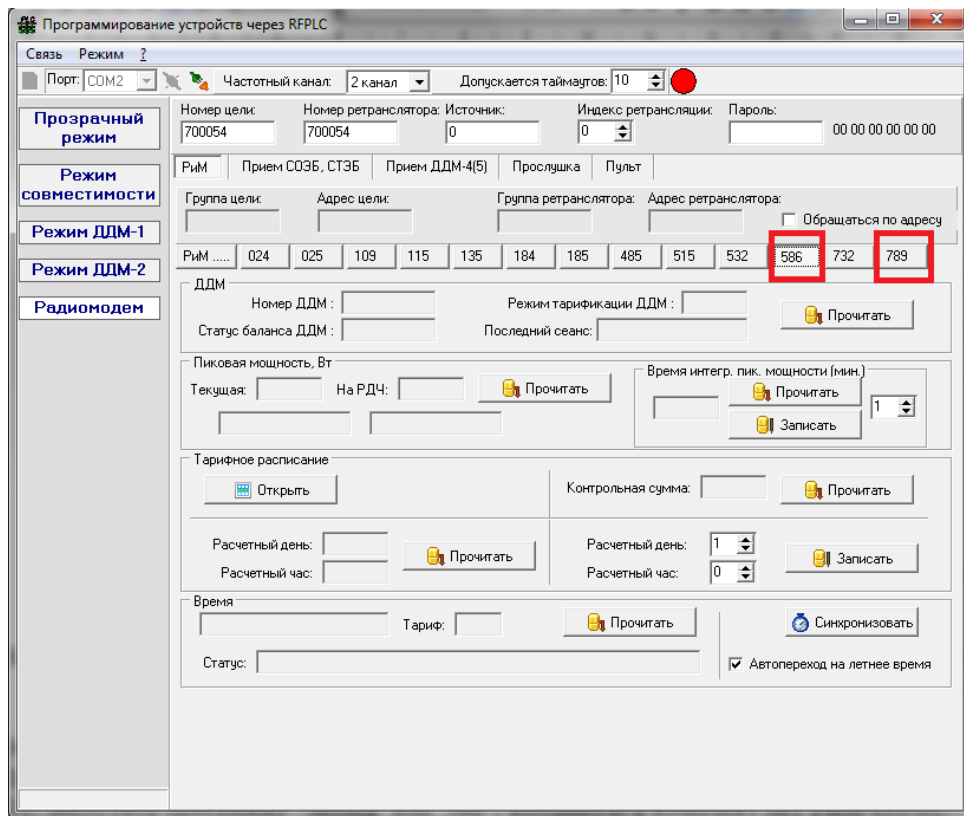 Программирование устройств через RFPLC
Связь Режим ?
Порт: COM2 Частотный канал: 2 канал Допускается таймаутов: 10
Прозрачный режим
Режим совместимости
Режим ДДМ-1
Режим ДДМ-2
Радиомодем
Номер цели: Номер ретранслятора: Источник: Индекс ретрансляции: Пароль:
700054 700054 0 0 00 00 00 00 00 00
РиМ Прием СОЭБ, СТЭБ Прием ДДМ-4(5) Прослушка Пульт
Группа цели: Адрес цели: Группа ретранслятора: Адрес ретранслятора:
Обращаться по адресу
РиМ ..... 024 025 109 115 135 184 185 485 515 532 586 732 789
ДДМ
Номер ДДМ : Режим тарификации ДДМ :
Прочитать
Статус баланса ДДМ : Последний сеанс:
Пиковая мощность, Вт
Текущая: На РДЧ: Прочитать
Время интегр. пик. мощности (мин.)
Прочитать
1
Записать
Тарифное расписание
Открыть Контрольная сумма: Прочитать
Расчетный день: Расчетный час: Прочитать
Расчетный день: 1
Расчетный час: 0
Записать
Время
Тариф: Прочитать Синхронизовать
Статус: Автопереход на летнее время